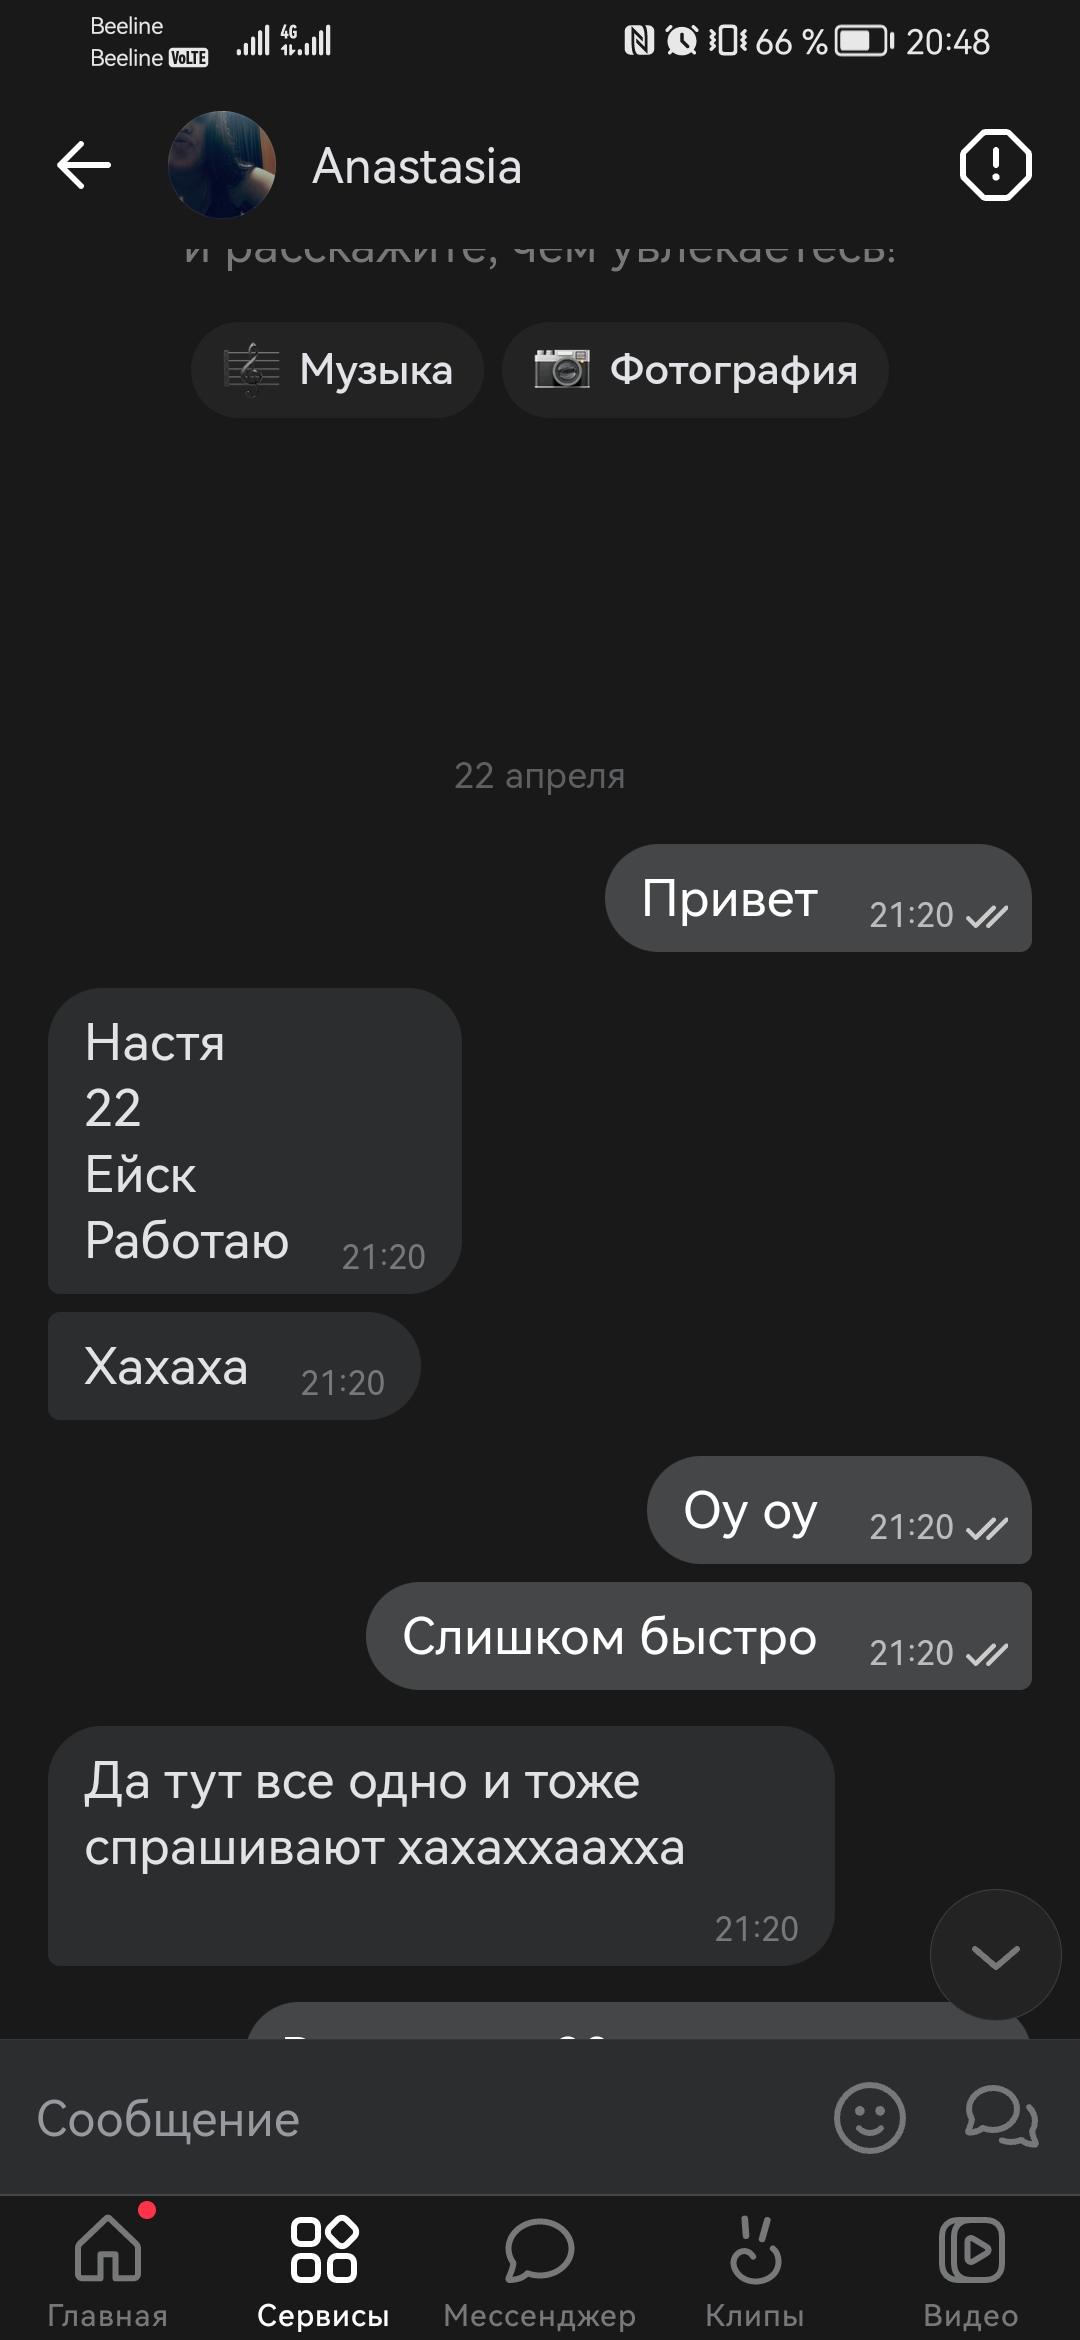 Beeline
Beeline VoLTE 4G 66 % 20:48
Anastasia
и расскажите, чем увлекаетесь!
Музыка Фотография
22 апреля
Привет 21:20
Настя
22
Ейск
Работаю 21:20
Хахаха 21:20
Оу оу 21:20
Слишком быстро 21:20
Да тут все одно и тоже
спрашивают хахаххаахха
21:20
Сообщение
Главная Сервисы Мессенджер Клипы Видео